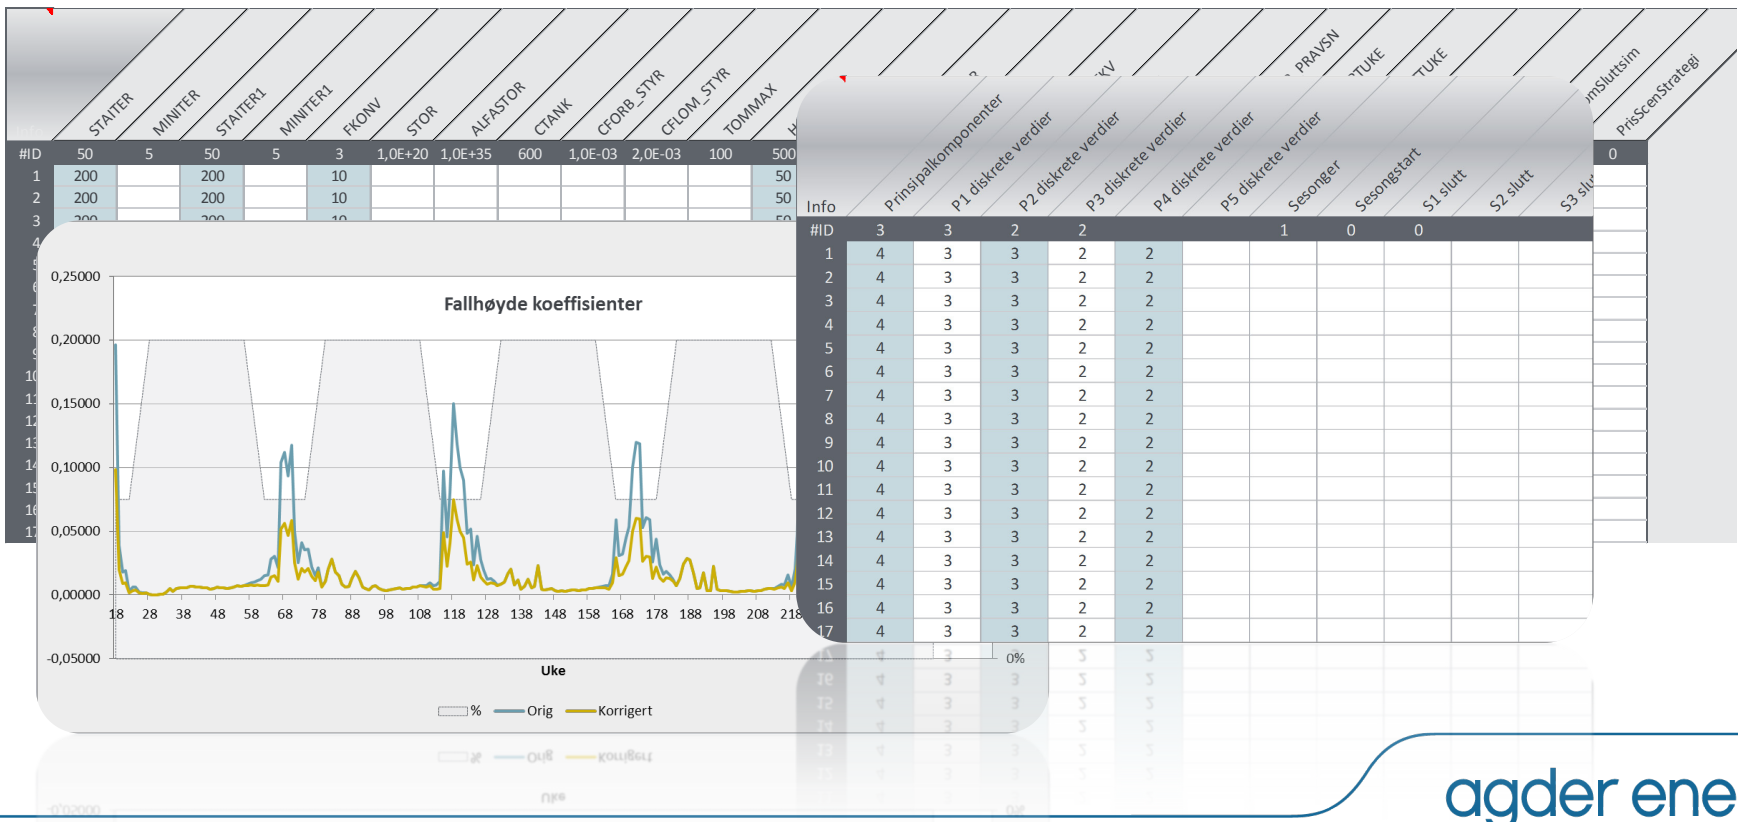 STAITER MINITER STAITER1 MINITER1 FKONV STOR ALFASTOR CTANK CFORB_STYR CFLOM_STYR TOMMAX PRAVSN TUKE PrisScenStrategi
#ID 50 5 50 5 3 1,0E+20 1,0E+35 600 1,0E-03 2,0E-03 100 500 0
1 200 200 10 50
2 200 200 10 50
3 200 200 10 50
Info Prinsipalkomponenter P1 diskrete verdier P2 diskrete verdier P3 diskrete verdier P4 diskrete verdier P5 diskrete verdier Sesonger Sesongstart S1 slutt S2 slutt S3
#ID 3 3 2 2 1 0 0
1 4 3 3 2 2
2 4 3 3 2 2
3 4 3 3 2 2
4 4 3 3 2 2
5 4 3 3 2 2
6 4 3 3 2 2
7 4 3 3 2 2
8 4 3 3 2 2
9 4 3 3 2 2
10 4 3 3 2 2
11 4 3 3 2 2
12 4 3 3 2 2
13 4 3 3 2 2
14 4 3 3 2 2
15 4 3 3 2 2
16 4 3 3 2 2
17 4 3 3 2 2
Fallhøyde koeffisienter
0,25000
0,20000
0,15000
0,10000
0,05000
0,00000
-0,05000
18 28 38 48 58 68 78 88 98 108 118 128 138 148 158 168 178 188 198 208 218
0%
Uke
% Orig Korrigert
agder ene